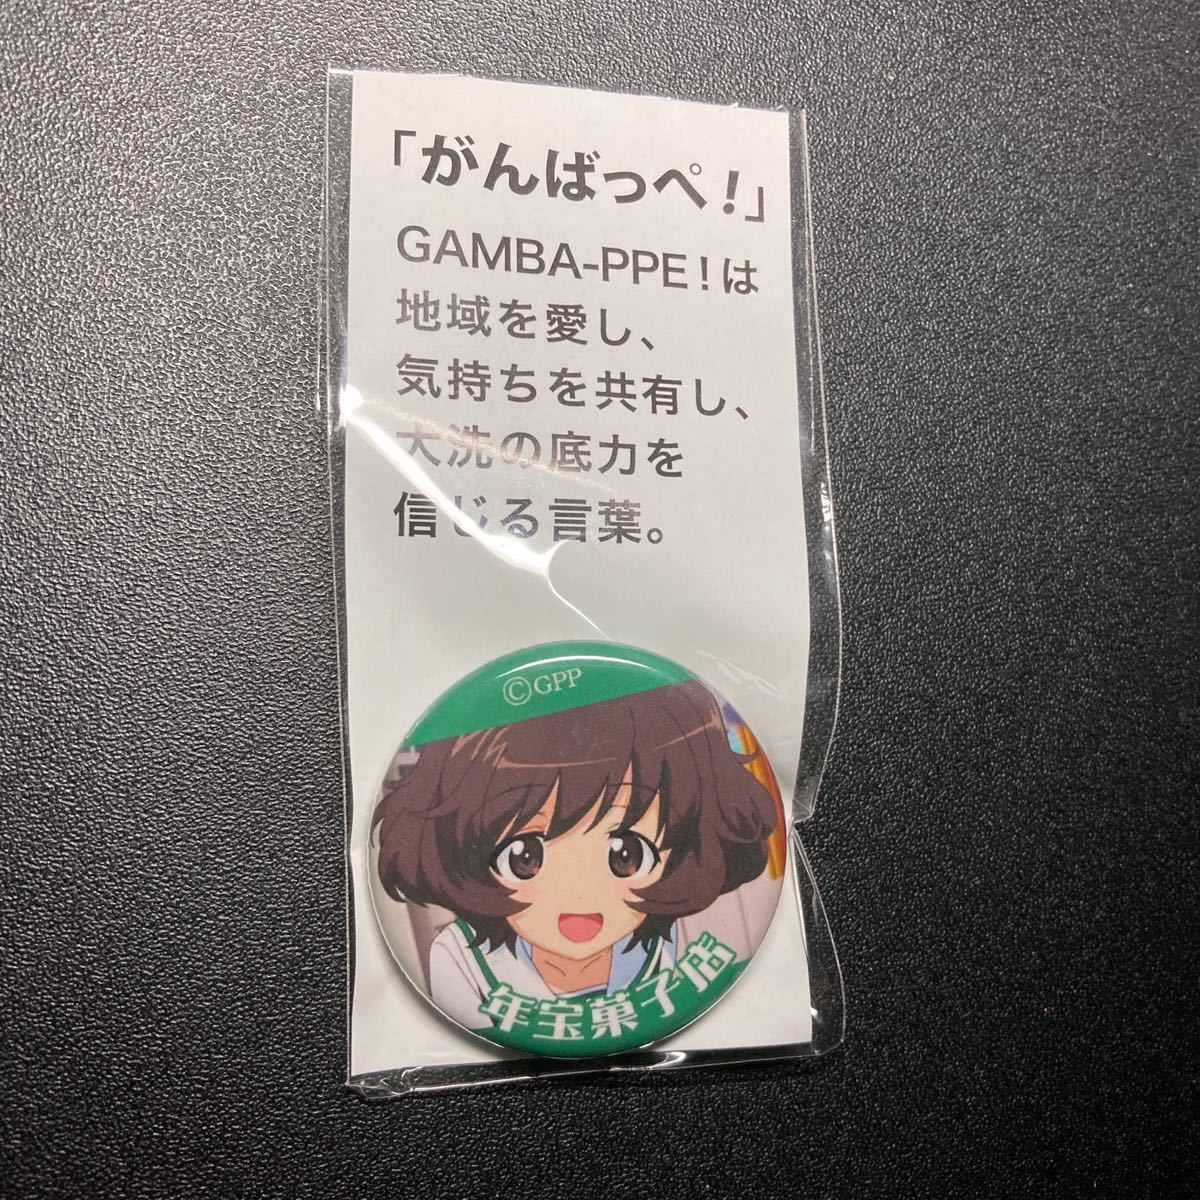 「がんばっぺ！」
GAMBA-PPE！は
地域を愛し、
気持ちを共有し、
大洗の底力を
信じる言葉。
©GPP
年宝菓子店